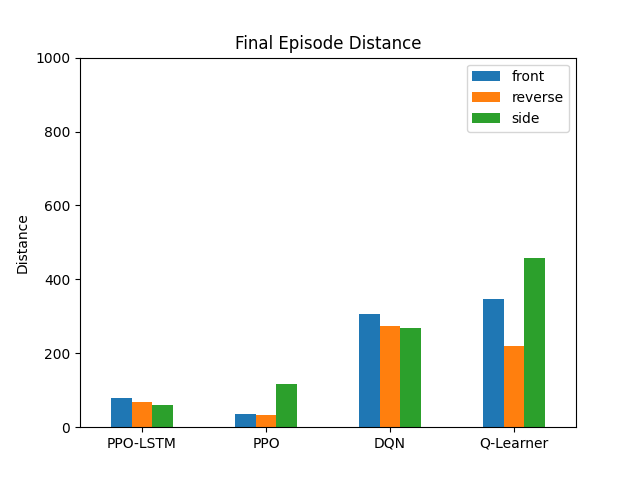 Final Episode Distance
1000
800
600
400
200
0
Distance
front
reverse
side
PPO-LSTM
PPO
DQN
Q-Learner